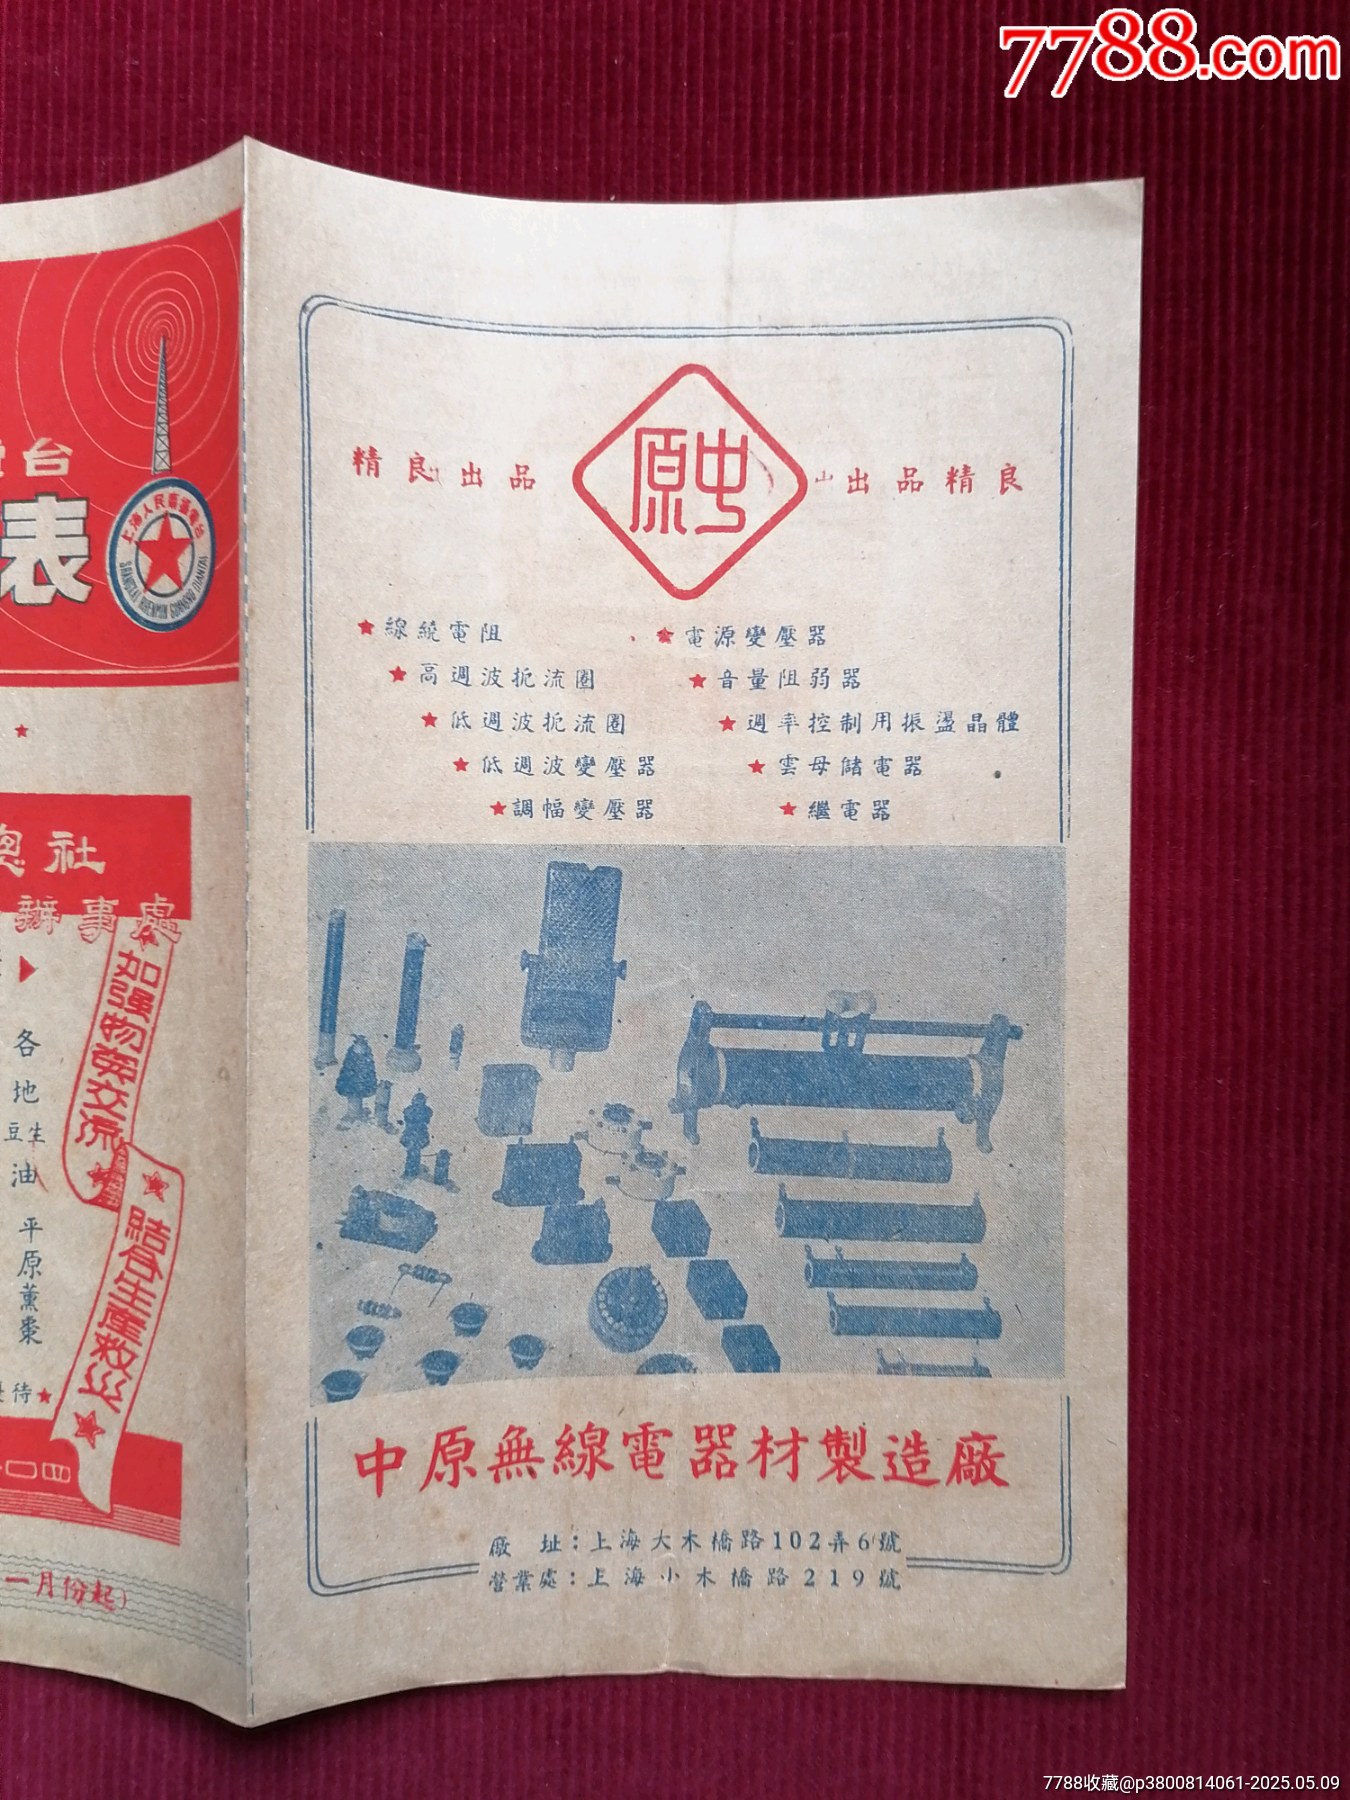 7788.com
台
表
上海人民廣播電台
SHANGHAI RHENMIN GUANGBO DIANTAI
社
辦事處
加強物資交流
結合生產救災
各地
生
豆
油
平原薰棗
待
一月份起)
精良出品
出品精良
中原
線繞電阻
電源變壓器
高週波扼流圈
音量阻弱器
低週波扼流圈
週率控制用振盪晶體
低週波變壓器
雲母儲電器
調幅變壓器
繼電器
中原無線電器材製造廠
廠 址:上海大木橋路102弄6號
營業處:上海小木橋路219號
7788收藏@p3800814061-2025.05.09